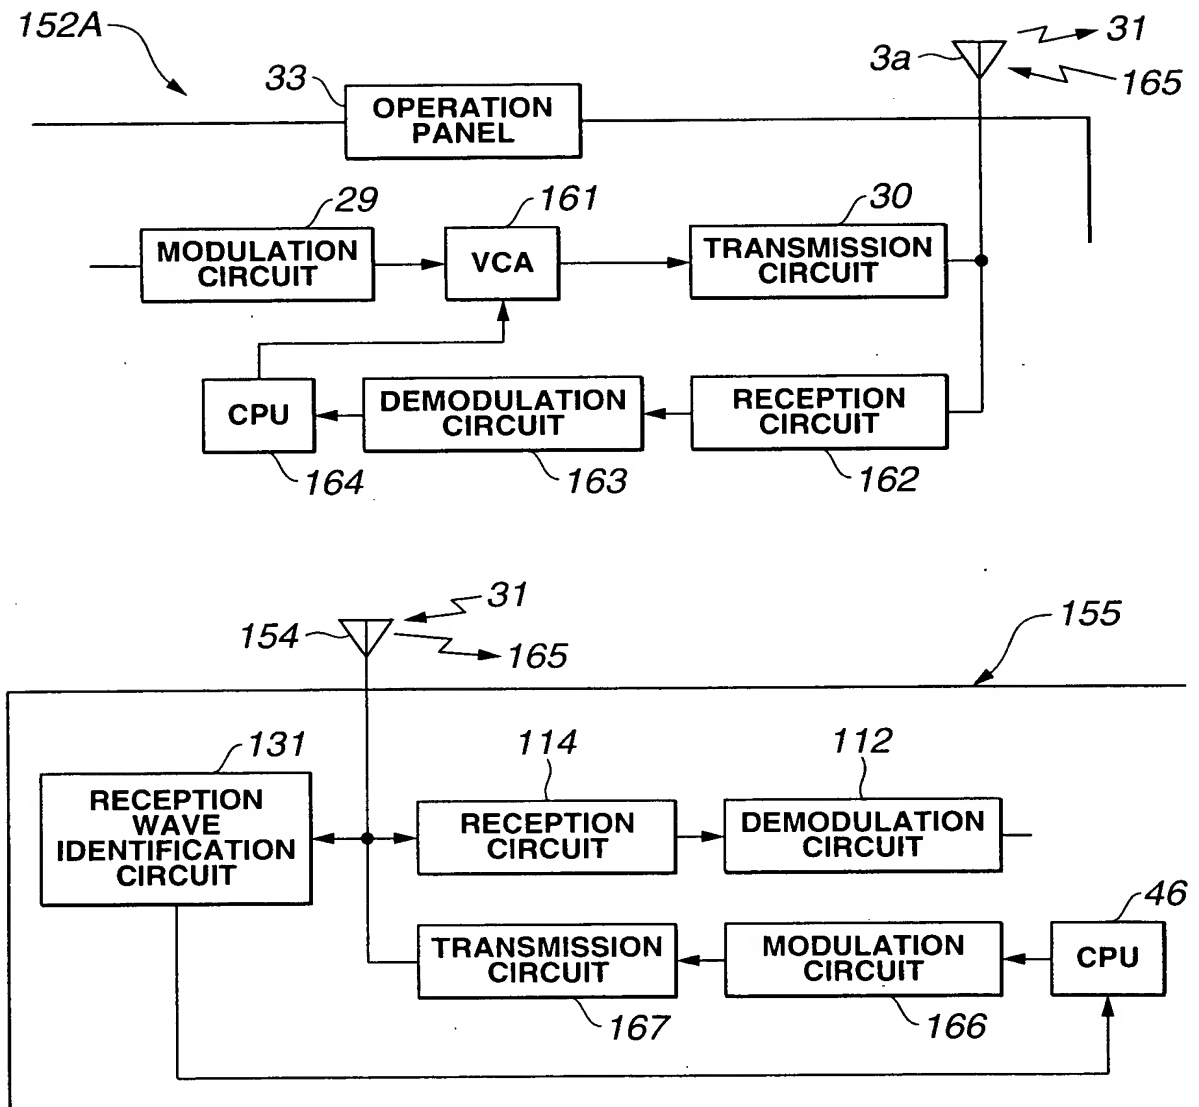 152A
31
3a
165
33
OPERATION
PANEL
29
161
30
MODULATION
CIRCUIT
VCA
TRANSMISSION
CIRCUIT
CPU
DEMODULATION
CIRCUIT
RECEPTION
CIRCUIT
164
163
162
31
154
165
155
131
114
112
RECEPTION
WAVE
IDENTIFICATION
CIRCUIT
RECEPTION
CIRCUIT
DEMODULATION
CIRCUIT
46
TRANSMISSION
CIRCUIT
MODULATION
CIRCUIT
CPU
167
166